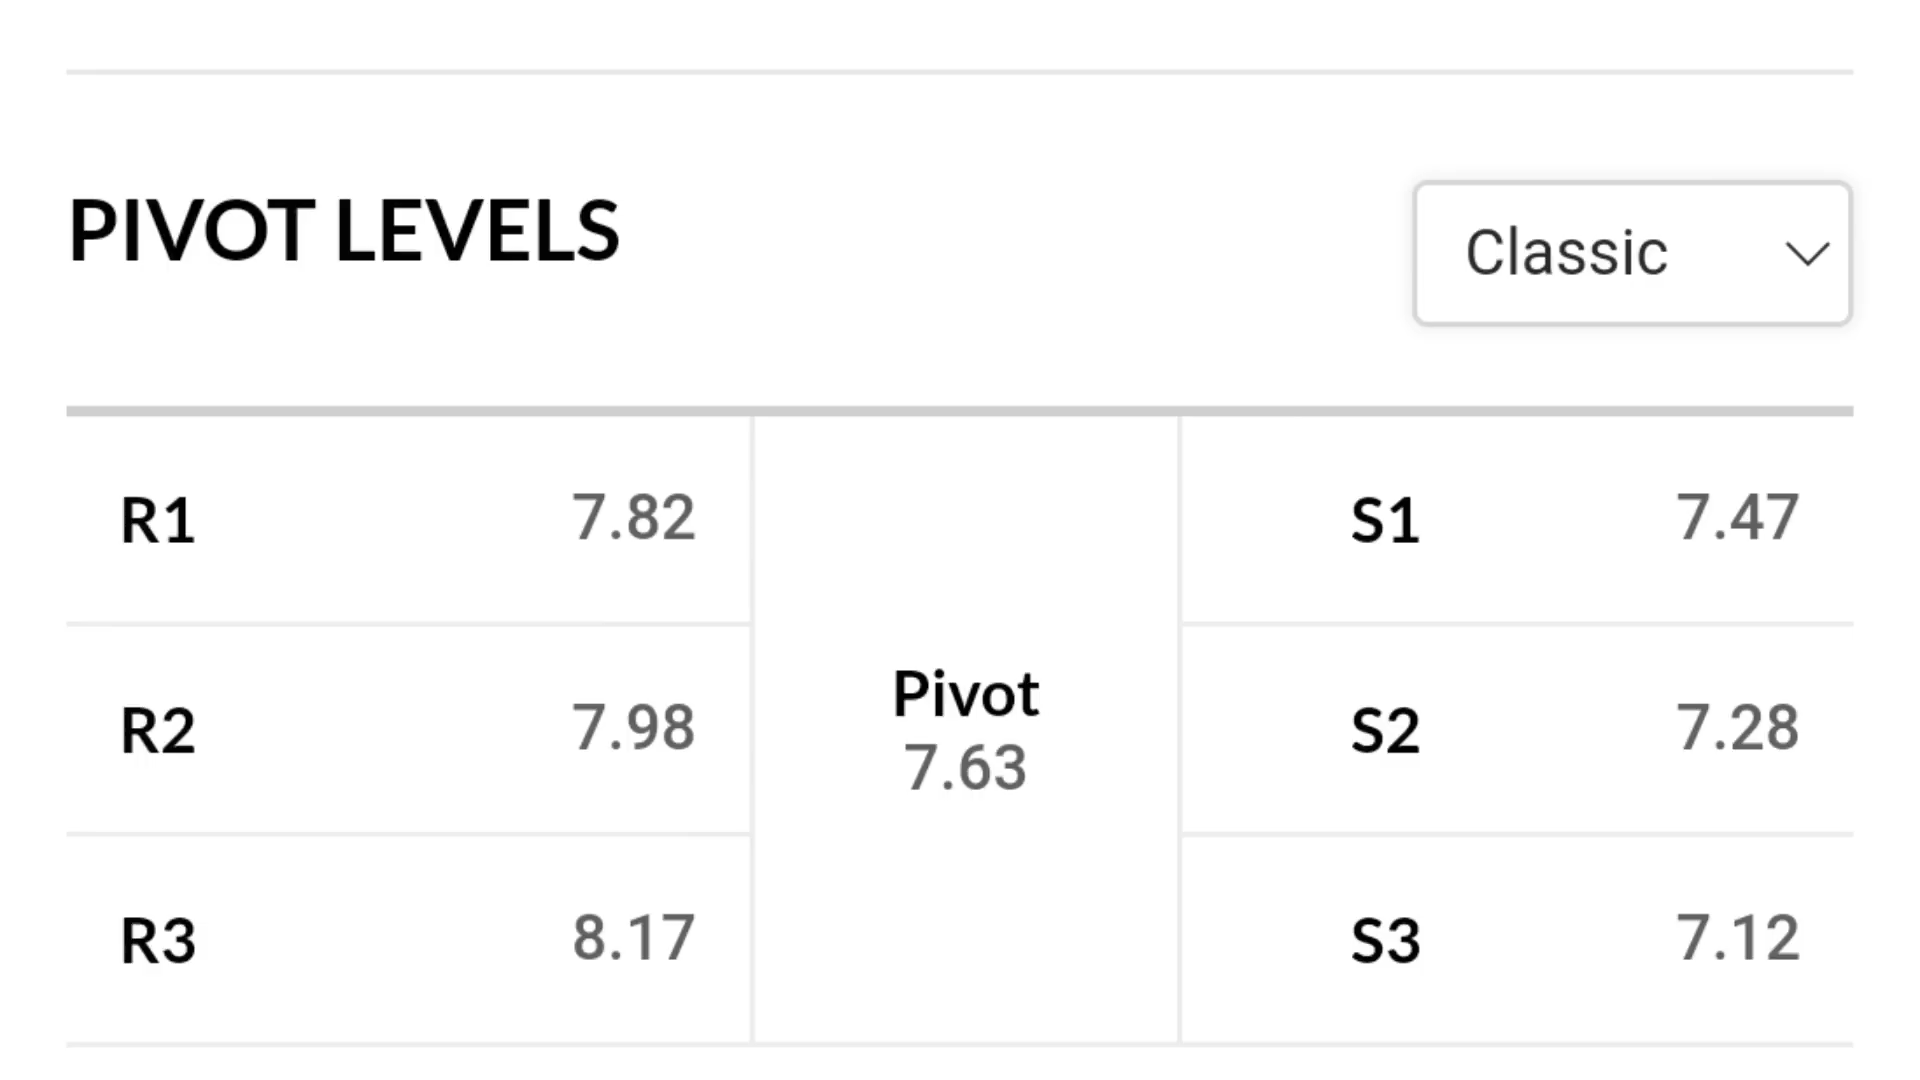 PIVOT LEVELS
Classic
R1 7.82
S1 7.47
R2 7.98
Pivot
7.63
S2 7.28
R3 8.17
S3 7.12